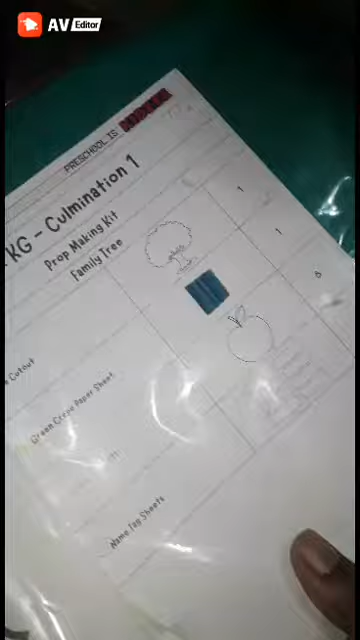 AV Editor
PRESCHOOL IS
KG - Culmination 1
Prop Making Kit
Family Tree
1
Cutout
Green Crepe Paper Sheet
1
Name Tag Sheets